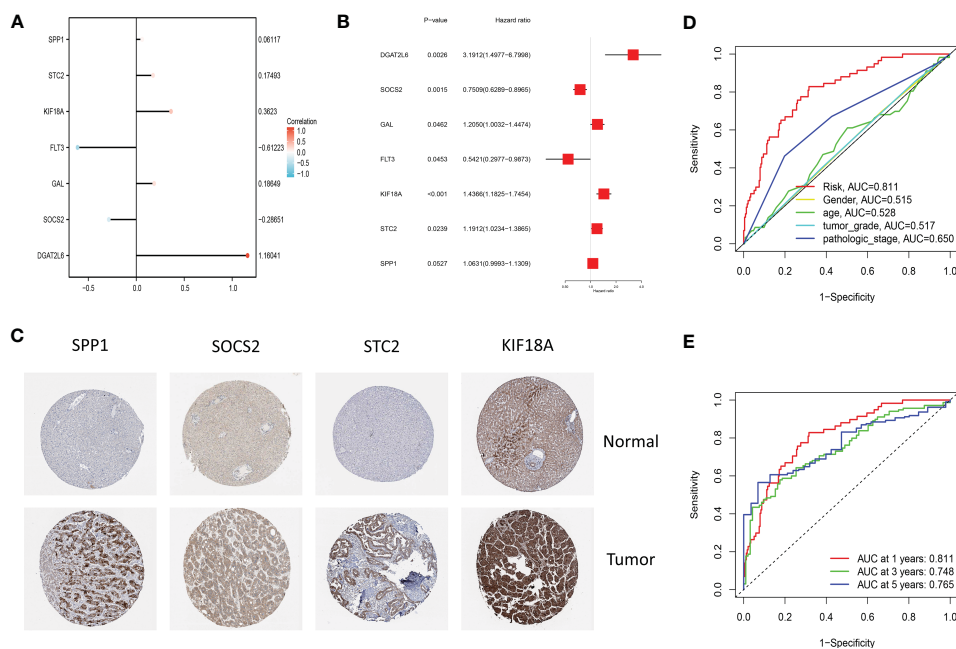 A
SPP1 0.06117
STC2 0.17493
KIF18A 0.3623
FLT3 -0.61223
GAL 0.18649
SOCS2 -0.28651
DGAT2L6 1.16041
-0.5 0.0 0.5 1.0
Correlation
1.0
0.5
0.0
-0.5
-1.0
B
P-value Hazard ratio
DGAT2L6 0.0026 3.1912(1.4977-6.7998)
SOCS2 0.0015 0.7509(0.6289-0.8965)
GAL 0.0462 1.2050(1.0032-1.4474)
FLT3 0.0453 0.5421(0.2977-0.9873)
KIF18A <0.001 1.4366(1.1825-1.7454)
STC2 0.0239 1.1912(1.0234-1.3865)
SPP1 0.0527 1.0631(0.9993-1.1309)
Hazard ratio
C
SPP1 SOCS2 STC2 KIF18A
Normal
Tumor
D
Sensitivity
1.0
0.8
0.6
0.4
0.2
0.0
Risk, AUC=0.811
Gender, AUC=0.515
age, AUC=0.528
tumor_grade, AUC=0.517
pathologic_stage, AUC=0.650
0.0 0.2 0.4 0.6 0.8 1.0
1-Specificity
E
Sensitivity
1.0
0.8
0.6
0.4
0.2
0.0
AUC at 1 years: 0.811
AUC at 3 years: 0.748
AUC at 5 years: 0.765
0.0 0.2 0.4 0.6 0.8 1.0
1-Specificity